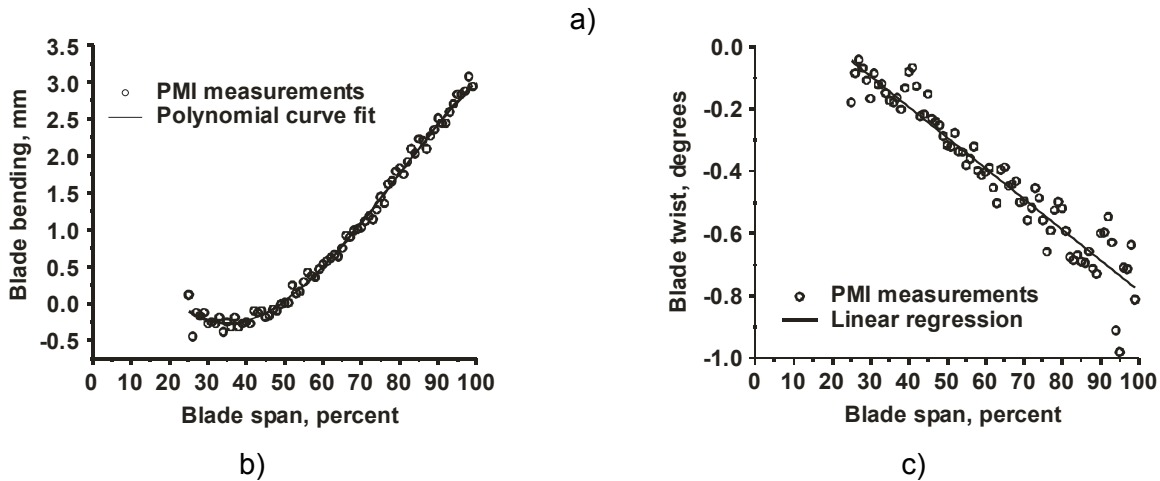 a)
3.5
3.0
2.5
2.0
1.5
1.0
0.5
0.0
-0.5
Blade bending, mm
PMI measurements
Polynomial curve fit
0 10 20 30 40 50 60 70 80 90 100
Blade span, percent
b)
0.0
-0.2
-0.4
-0.6
-0.8
-1.0
Blade twist, degrees
PMI measurements
Linear regression
0 10 20 30 40 50 60 70 80 90 100
Blade span, percent
c)